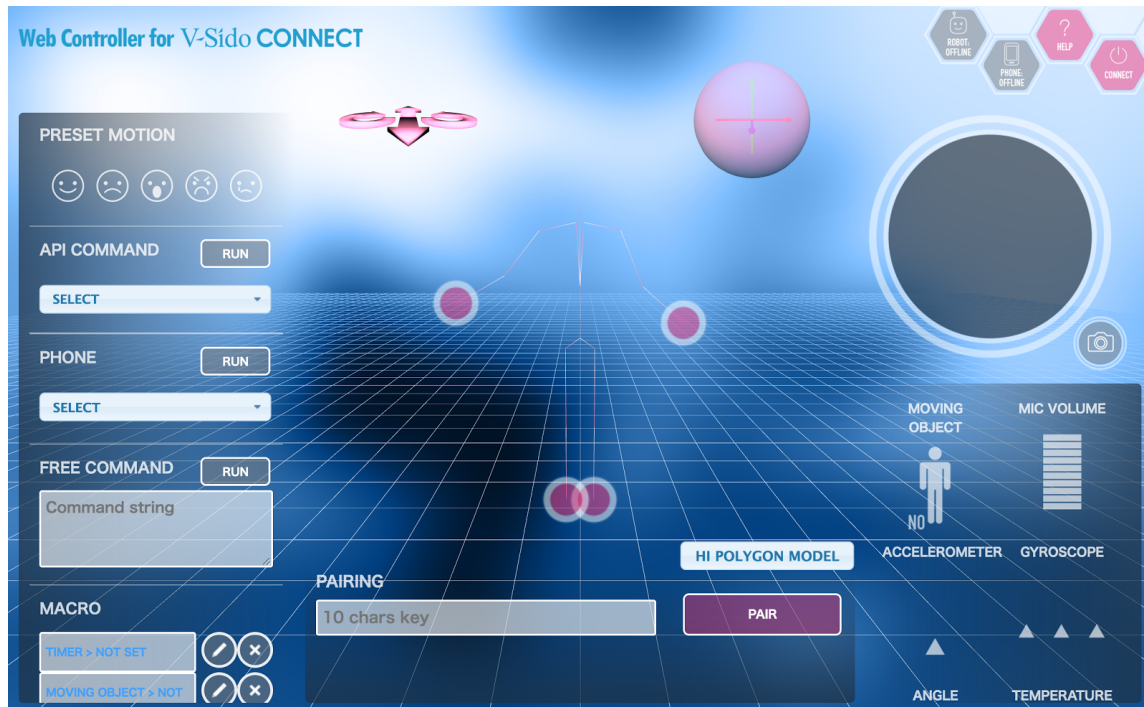 Web Controller for V-Sido CONNECT
ROBOT:
OFFLINE
PHONE:
OFFLINE
?
HELP
CONNECT
PRESET MOTION
API COMMAND
RUN
SELECT
PHONE
RUN
SELECT
FREE COMMAND
RUN
Command string
MACRO
TIMER > NOT SET
MOVING OBJECT > NOT
PAIRING
10 chars key
HI POLYGON MODEL
PAIR
MOVING
OBJECT
MIC VOLUME
NO
ACCELEROMETER
GYROSCOPE
ANGLE
TEMPERATURE